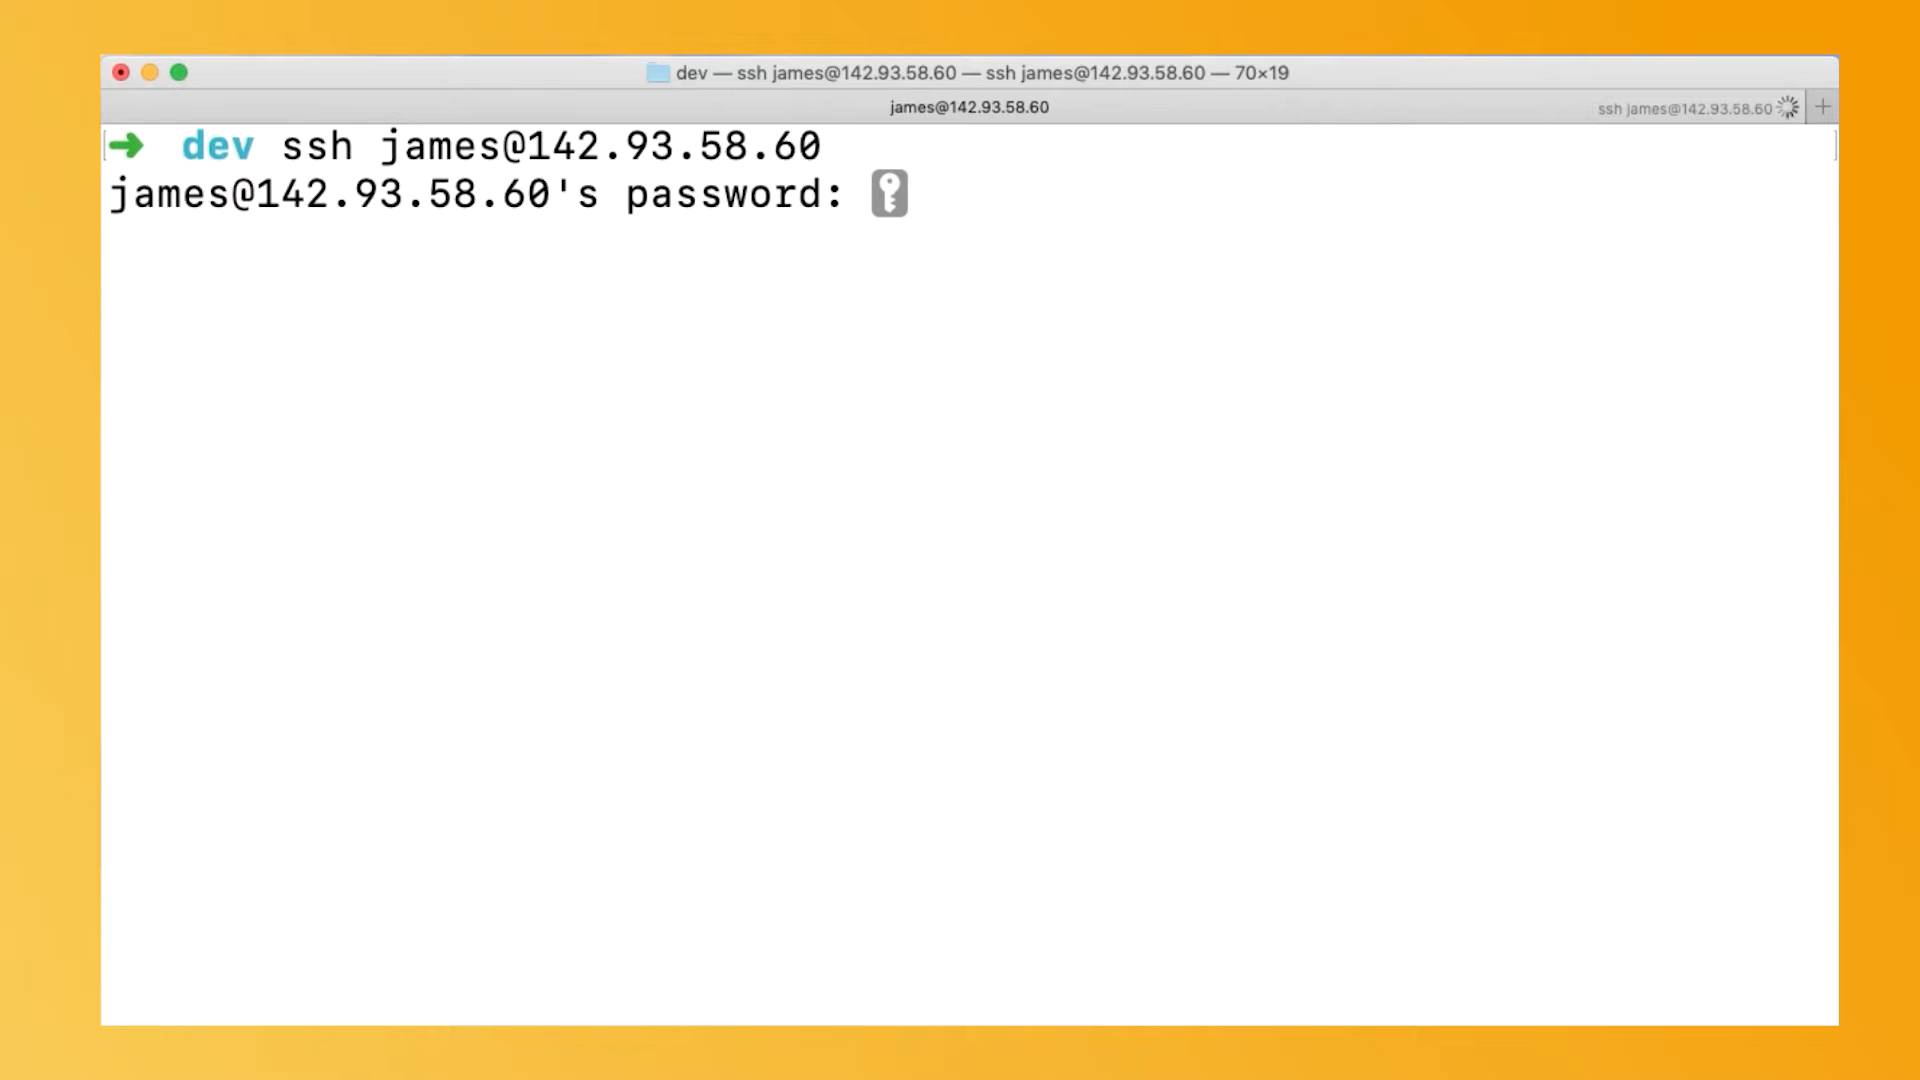 dev — ssh james@142.93.58.60 — ssh james@142.93.58.60 — 70×19
james@142.93.58.60
ssh james@142.93.58.60
➜ dev ssh james@142.93.58.60
james@142.93.58.60's password: